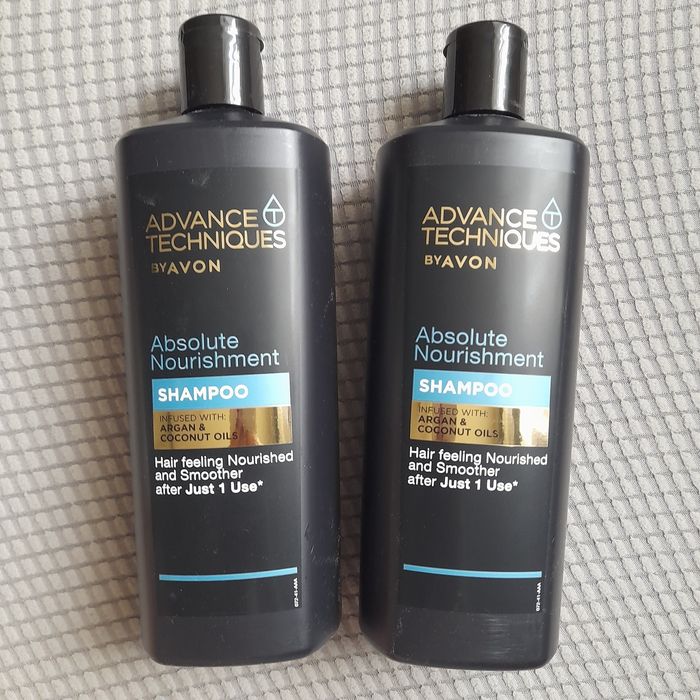 ADVANCE
TECHNIQUES
BY AVON
Absolute
Nourishment
SHAMPOO
INFUSED WITH:
ARGAN &
COCONUT OILS
Hair feeling Nourished
and Smoother
after Just 1 Use*
ADVANCE
TECHNIQUES
BY AVON
Absolute
Nourishment
SHAMPOO
INFUSED WITH:
ARGAN &
COCONUT OILS
Hair feeling Nourished
and Smoother
after Just 1 Use*